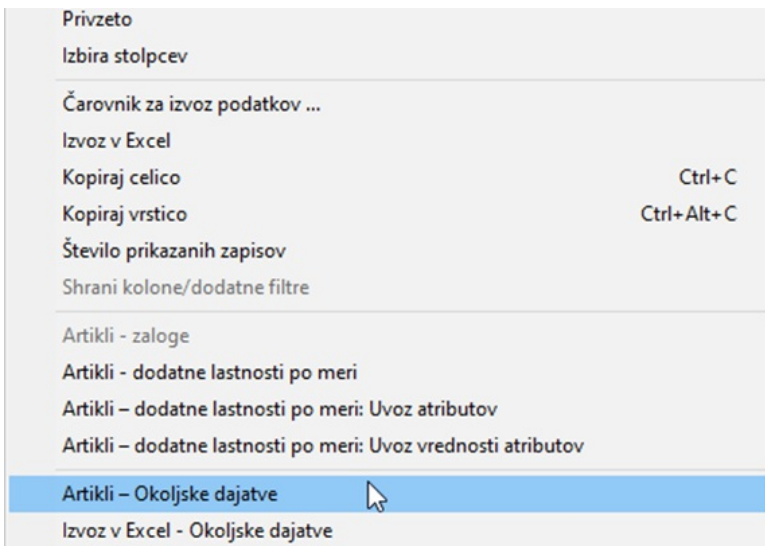 Privzeto
Izbira stolpcev
Čarovnik za izvoz podatkov ...
Izvoz v Excel
Kopiraj celico Ctrl+C
Kopiraj vrstico Ctrl+Alt+C
Število prikazanih zapisov
Shrani kolone/dodatne filtre
Artikli - zaloge
Artikli - dodatne lastnosti po meri
Artikli – dodatne lastnosti po meri: Uvoz atributov
Artikli – dodatne lastnosti po meri: Uvoz vrednosti atributov
Artikli – Okoljske dajatve
Izvoz v Excel - Okoljske dajatve